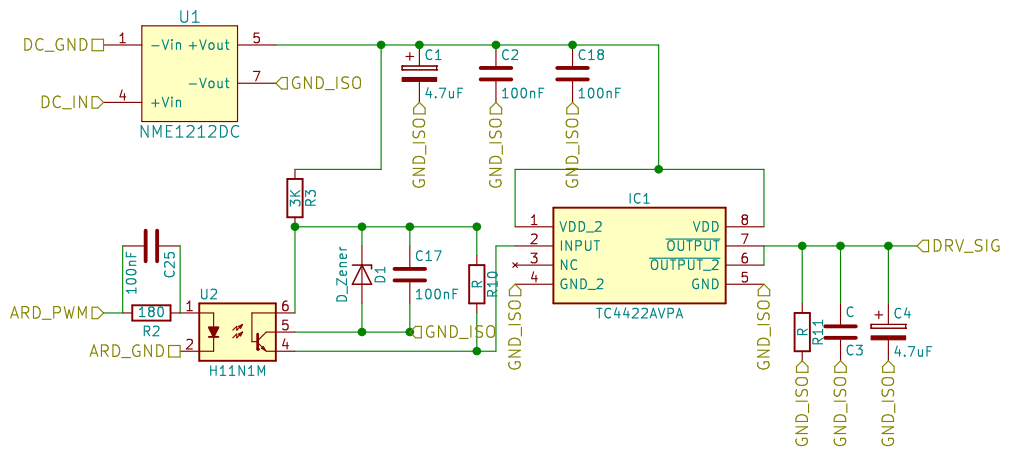 U1
DC_GND 1 −Vin +Vout 5
−Vout 7 GND_ISO
DC_IN 4 +Vin
NME1212DC
+ C1
4.7uF
GND_ISO
C2
100nF
GND_ISO
C18
100nF
GND_ISO
3K
R3
100nF
C25
ARD_PWM
180
R2
ARD_GND
U2
1
2
6
5
4
H11N1M
D_Zener
D1
C17
100nF
GND_ISO
R
R10
IC1
1 VDD_2 VDD 8
2 INPUT OUTPUT 7
3 NC OUTPUT_2 6
4 GND_2 GND 5
TC4422AVPA
GND_ISO
GND_ISO
DRV_SIG
R
R11
GND_ISO
C
C3
GND_ISO
+ C4
4.7uF
GND_ISO